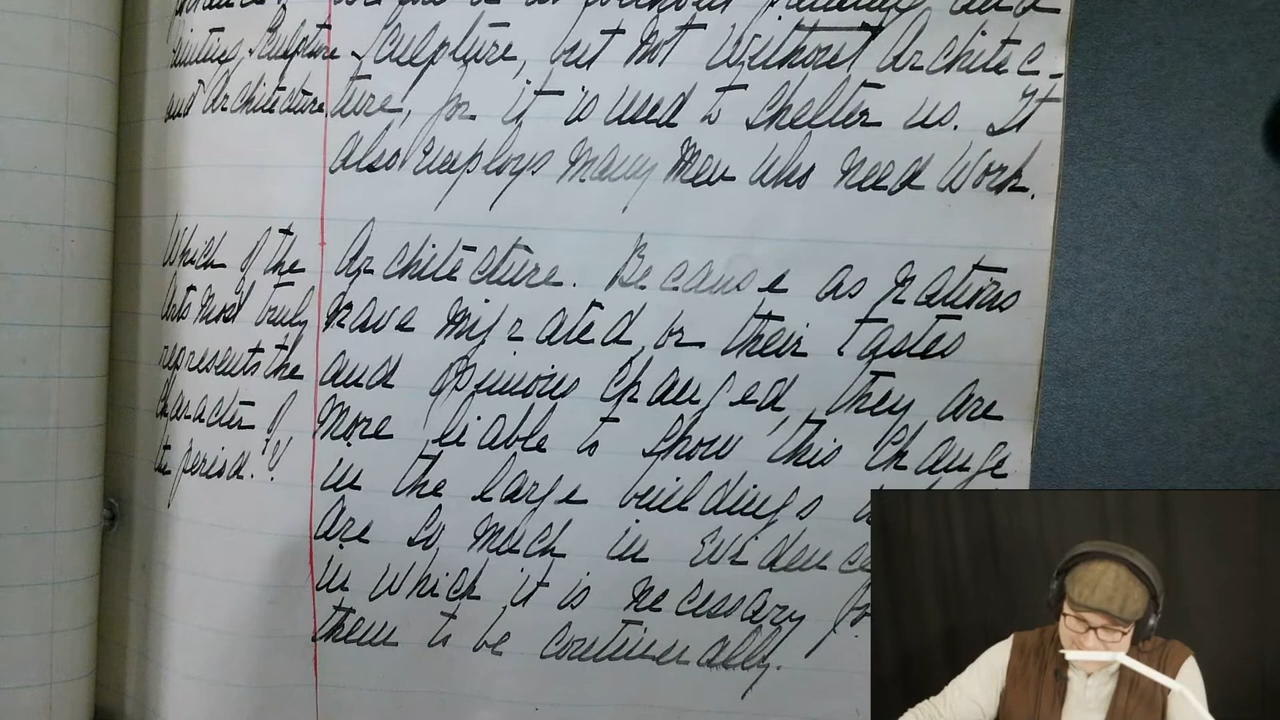 Painting, Sculpture Sculpture, but not without Architec-
and Architecture ture, for it is used to shelter us. It
also employs many men who need work.
Which of the Architecture. Because as nations
Arts most truly have migrated, or their tastes
represents the and opinions changed, they are
Character of more liable to show this change
the period."?" in the large buildings
are so much in evidence
in which it is necessary
them to be continually.